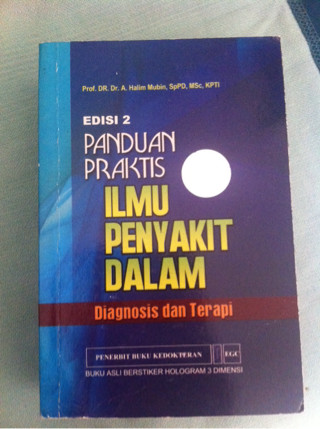 Prof. DR. Dr. A. Halim Mubin, SpPD, MSc, KPTI
EDISI 2
PANDUAN
PRAKTIS
ILMU
PENYAKIT
DALAM
Diagnosis dan Terapi
PENERBIT BUKU KEDOKTERAN EGC
BUKU ASLI BERSTIKER HOLOGRAM 3 DIMENSI